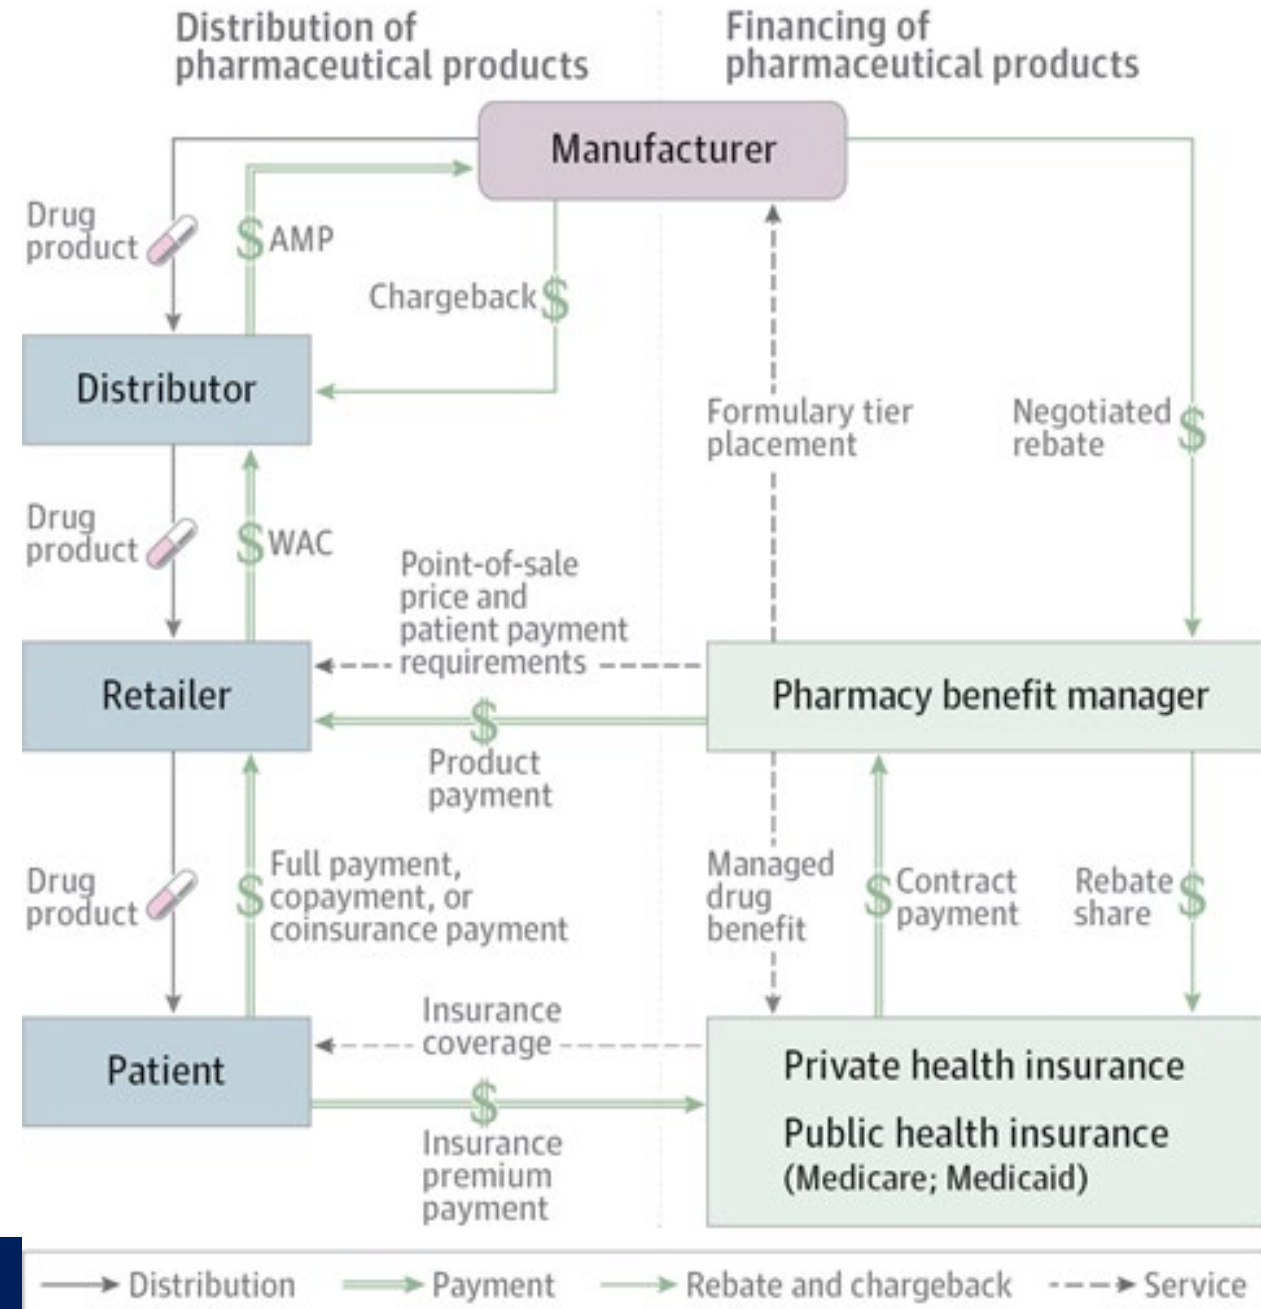 Distribution of
pharmaceutical products
Financing of
pharmaceutical products
Manufacturer
Drug
product
$ AMP
Chargeback $
Distributor
Formulary tier
placement
Negotiated
rebate
$
Drug
product
$ WAC
Point-of-sale
price and
patient payment
requirements
Retailer
Pharmacy benefit manager
$
Product
payment
Drug
product
$
Full payment,
copayment, or
coinsurance payment
Managed
drug
benefit
$
Contract
payment
Rebate
share
$
Insurance
coverage
Patient
$
Insurance
premium
payment
Private health insurance
Public health insurance
(Medicare; Medicaid)
Distribution
Payment
Rebate and chargeback
Service